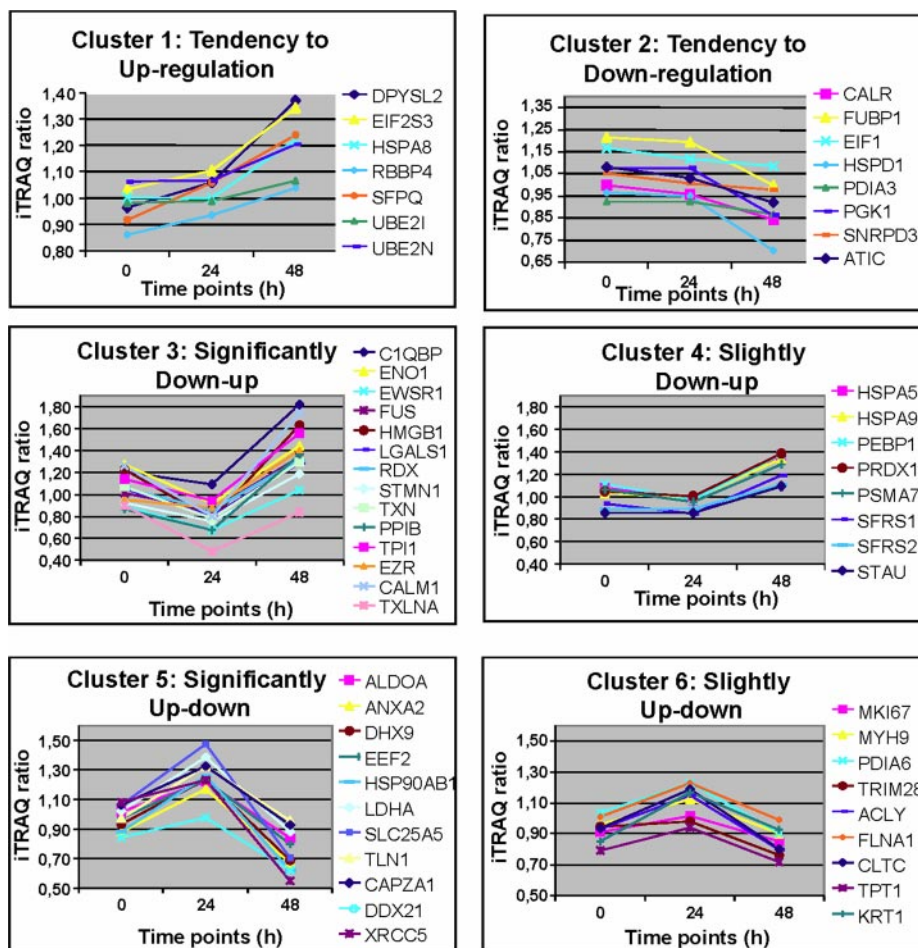 Cluster 1: Tendency to
Up-regulation
iTRAQ ratio
1,40
1,30
1,20
1,10
1,00
0,90
0,80
0
24
48
Time points (h)
DPYSL2
EIF2S3
HSPA8
RBBP4
SFPQ
UBE2I
UBE2N
Cluster 2: Tendency to
Down-regulation
iTRAQ ratio
1,35
1,25
1,15
1,05
0,95
0,85
0,75
0,65
0
24
48
Time points (h)
CALR
FUBP1
EIF1
HSPD1
PDIA3
PGK1
SNRPD3
ATIC
Cluster 3: Significantly
Down-up
iTRAQ ratio
1,80
1,60
1,40
1,20
1,00
0,80
0,60
0,40
0
24
48
Time points (h)
C1QBP
ENO1
EWSR1
FUS
HMGB1
LGALS1
RDX
STMN1
TXN
PPIB
TPI1
EZR
CALM1
TXLNA
Cluster 4: Slightly
Down-up
iTRAQ ratio
1,80
1,60
1,40
1,20
1,00
0,80
0,60
0,40
0
24
48
Time points (h)
HSPA5
HSPA9
PEBP1
PRDX1
PSMA7
SFRS1
SFRS2
STAU
Cluster 5: Significantly
Up-down
iTRAQ ratio
1,50
1,30
1,10
0,90
0,70
0,50
0
24
48
Time points (h)
ALDOA
ANXA2
DHX9
EEF2
HSP90AB1
LDHA
SLC25A5
TLN1
CAPZA1
DDX21
XRCC5
Cluster 6: Slightly
Up-down
iTRAQ ratio
1,50
1,30
1,10
0,90
0,70
0,50
0
24
48
Time points (h)
MKI67
MYH9
PDIA6
TRIM28
ACLY
FLNA1
CLTC
TPT1
KRT1